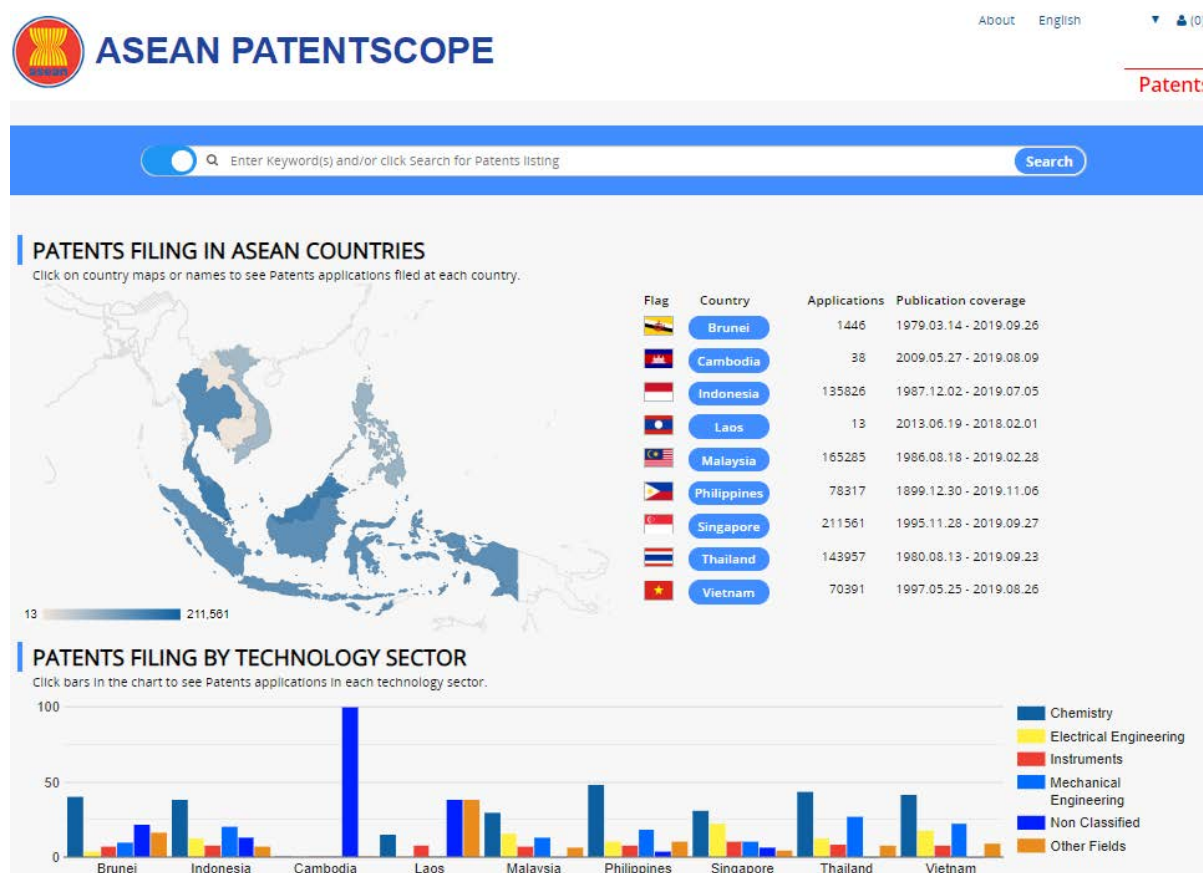 About English ▼ (0)
asean
ASEAN PATENTSCOPE
Patents
Enter Keyword(s) and/or click Search for Patents listing
Search
PATENTS FILING IN ASEAN COUNTRIES
Click on country maps or names to see Patents applications filed at each country.
Flag Country Applications Publication coverage
Brunei 1446 1979.03.14 - 2019.09.26
Cambodia 38 2009.05.27 - 2019.08.09
Indonesia 135826 1987.12.02 - 2019.07.05
Laos 13 2013.06.19 - 2018.02.01
Malaysia 165285 1986.08.18 - 2019.02.28
Philippines 78317 1899.12.30 - 2019.11.06
Singapore 211561 1995.11.28 - 2019.09.27
Thailand 143957 1980.08.13 - 2019.09.23
Vietnam 70391 1997.05.25 - 2019.08.26
13 211,561
PATENTS FILING BY TECHNOLOGY SECTOR
Click bars in the chart to see Patents applications in each technology sector.
100
50
0
Brunei Indonesia Cambodia Laos Malaysia Philippines Singapore Thailand Vietnam
Chemistry
Electrical Engineering
Instruments
Mechanical
Engineering
Non Classified
Other Fields